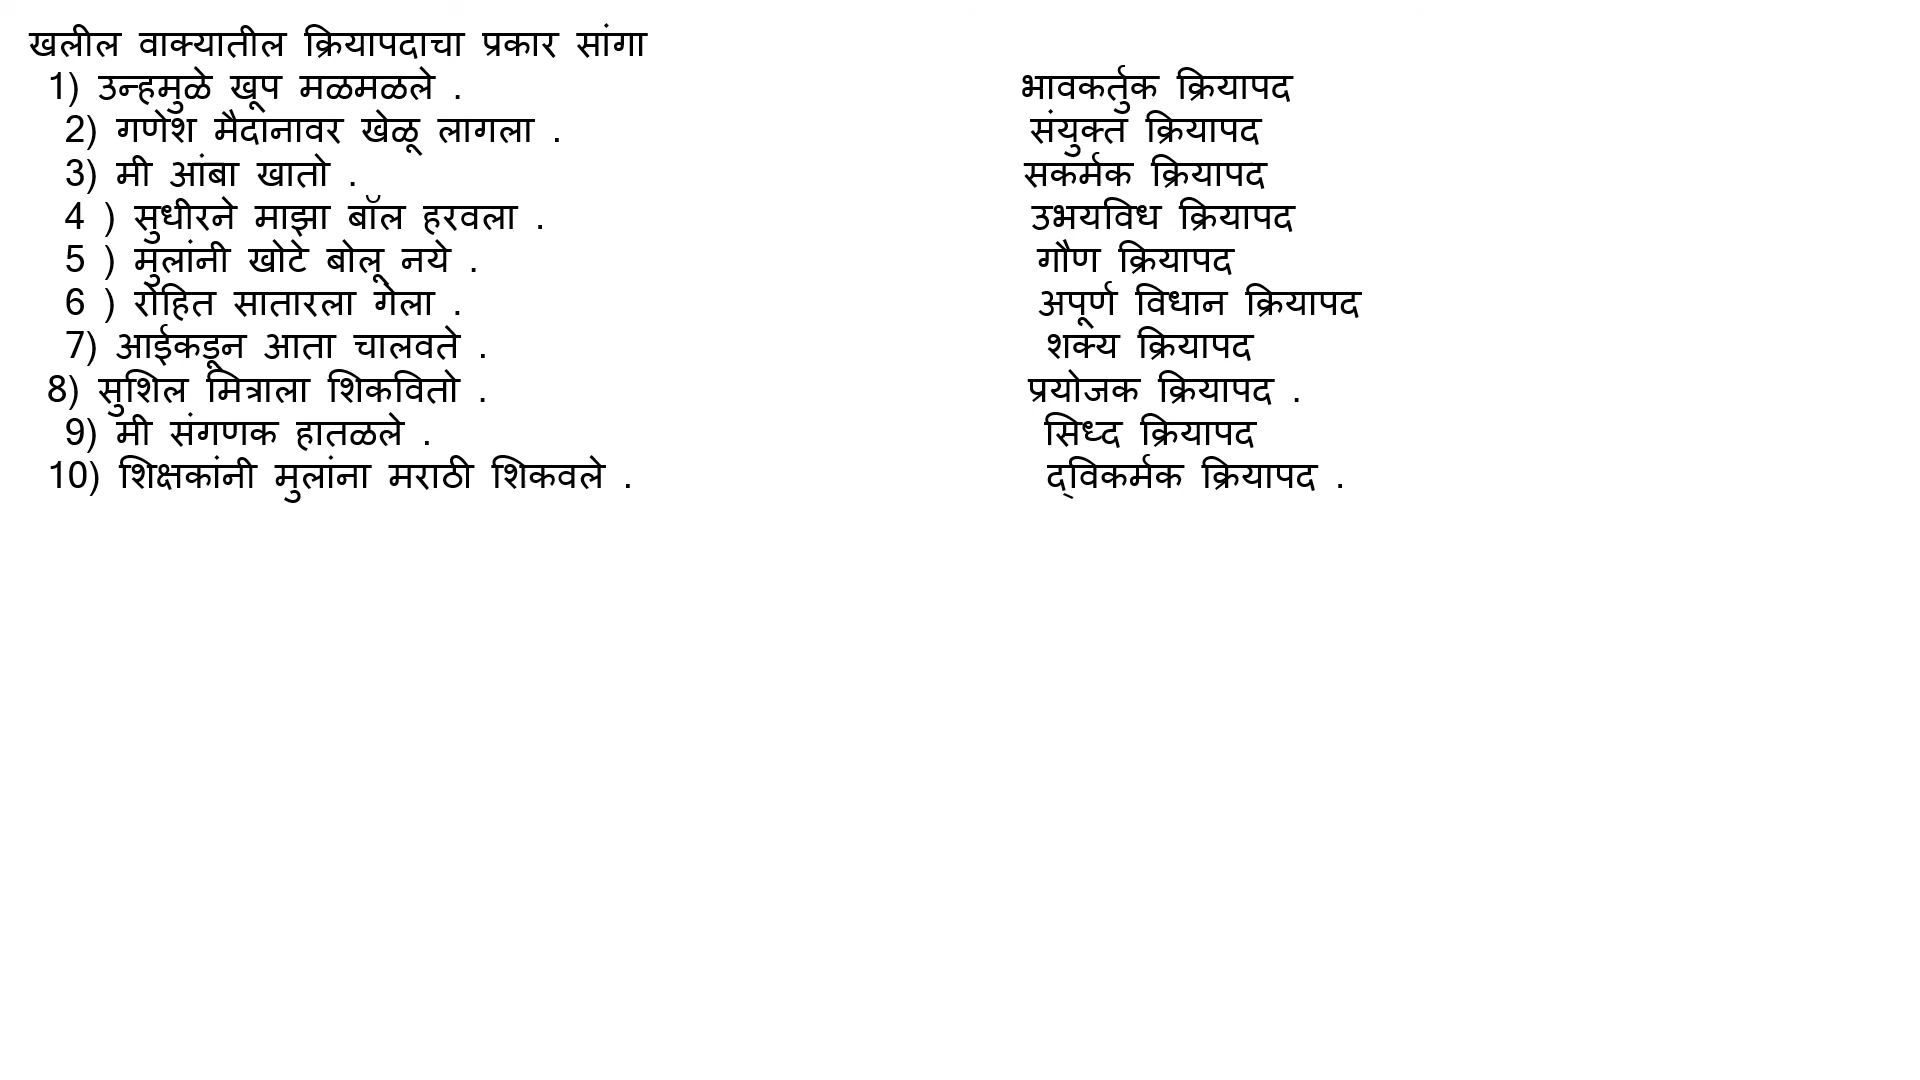 खलील वाक्यातील क्रियापदाचा प्रकार सांगा
1) उन्हमुळे खूप मळमळले . भावकर्तुक क्रियापद
2) गणेश मैदानावर खेळू लागला . संयुक्त क्रियापद
3) मी आंबा खातो . सकर्मक क्रियापद
4 ) सुधीरने माझा बॉल हरवला . उभयविध क्रियापद
5 ) मुलांनी खोटे बोलू नये . गौण क्रियापद
6 ) रोहित सातारला गेला . अपूर्ण विधान क्रियापद
7) आईकडून आता चालवते . शक्य क्रियापद
8) सुशिल मित्राला शिकवितो . प्रयोजक क्रियापद .
9) मी संगणक हातळले . सिध्द क्रियापद
10) शिक्षकांनी मुलांना मराठी शिकवले . द्‌विकर्मक क्रियापद .